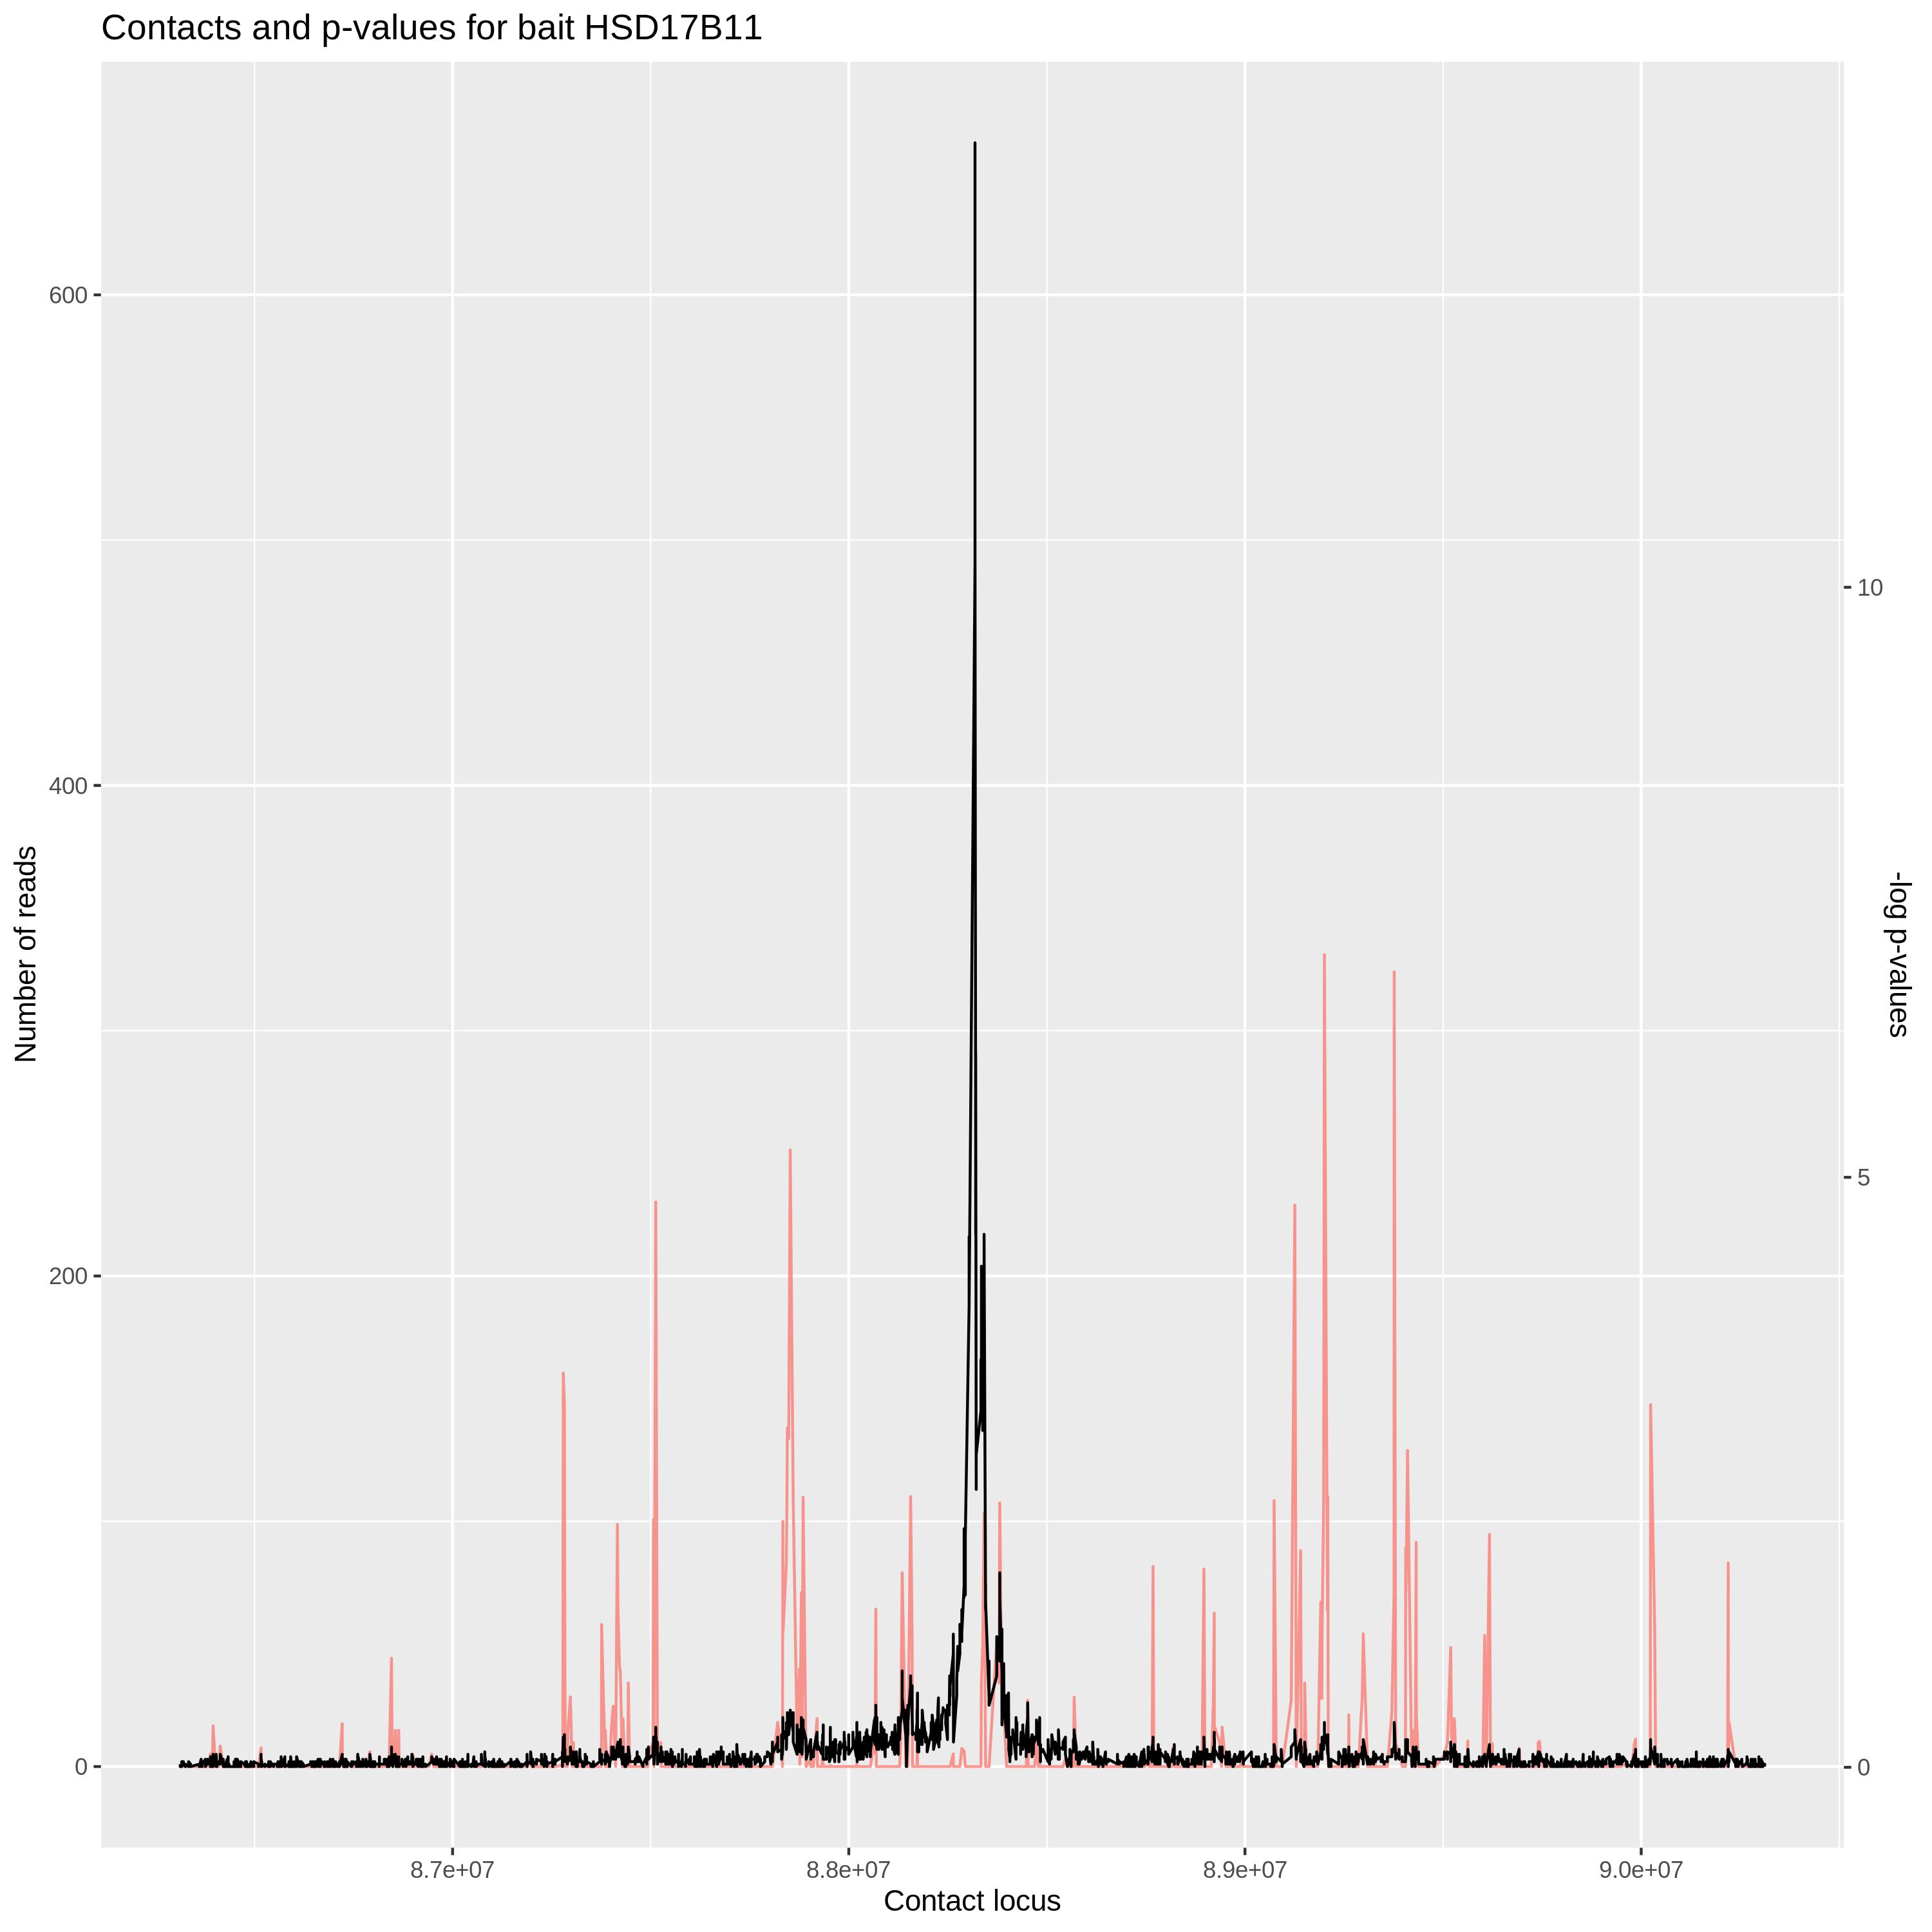 Contacts and p-values for bait HSD17B11
600
400
200
0
Number of reads
10
5
0
-log p-values
8.7e+07
8.8e+07
8.9e+07
9.0e+07
Contact locus